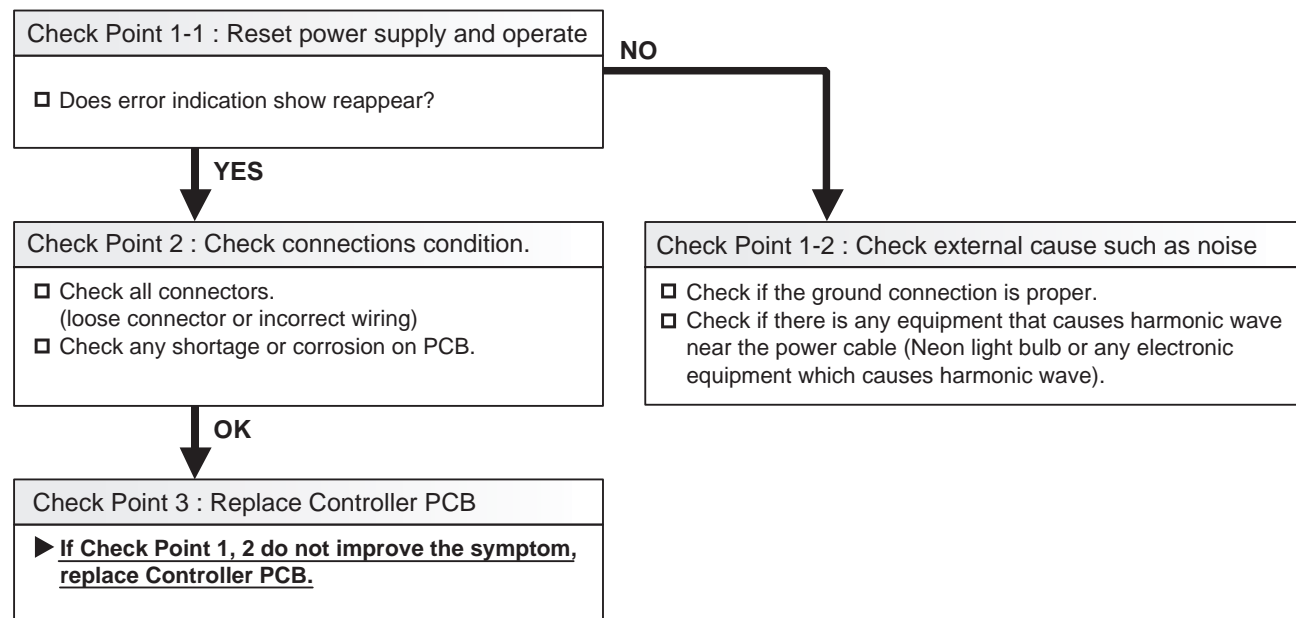 Check Point 1-1 : Reset power supply and operate
Does error indication show reappear?
NO
YES
Check Point 2 : Check connections condition.
Check all connectors.
(loose connector or incorrect wiring)
Check any shortage or corrosion on PCB.
Check Point 1-2 : Check external cause such as noise
Check if the ground connection is proper.
Check if there is any equipment that causes harmonic wave
near the power cable (Neon light bulb or any electronic
equipment which causes harmonic wave).
OK
Check Point 3 : Replace Controller PCB
If Check Point 1, 2 do not improve the symptom,
replace Controller PCB.